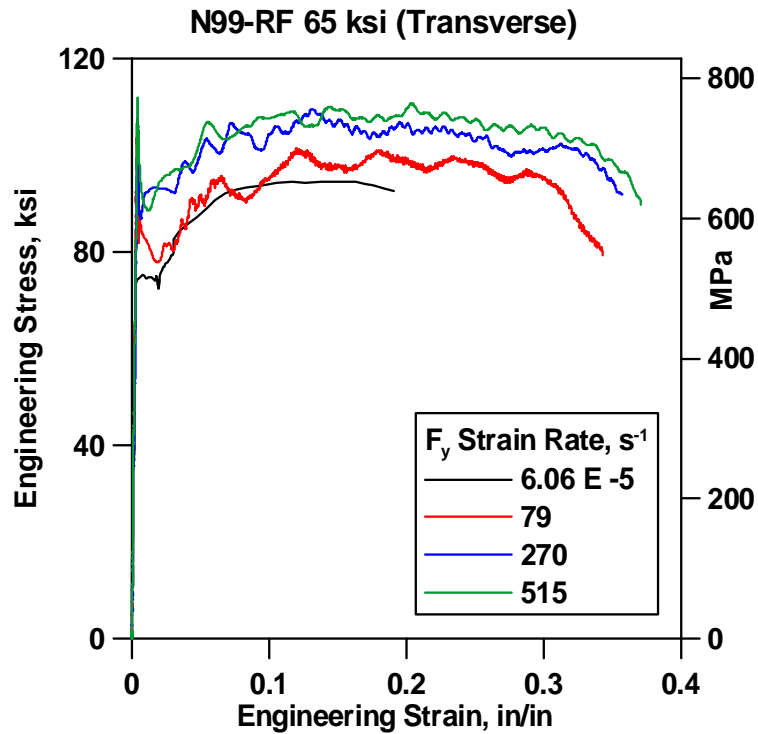 N99-RF 65 ksi (Transverse)
120
80
40
0
Engineering Stress, ksi
800
600
400
200
0
MPa
F_y Strain Rate, s⁻¹
6.06 E -5
79
270
515
0
0.1
0.2
0.3
0.4
Engineering Strain, in/in